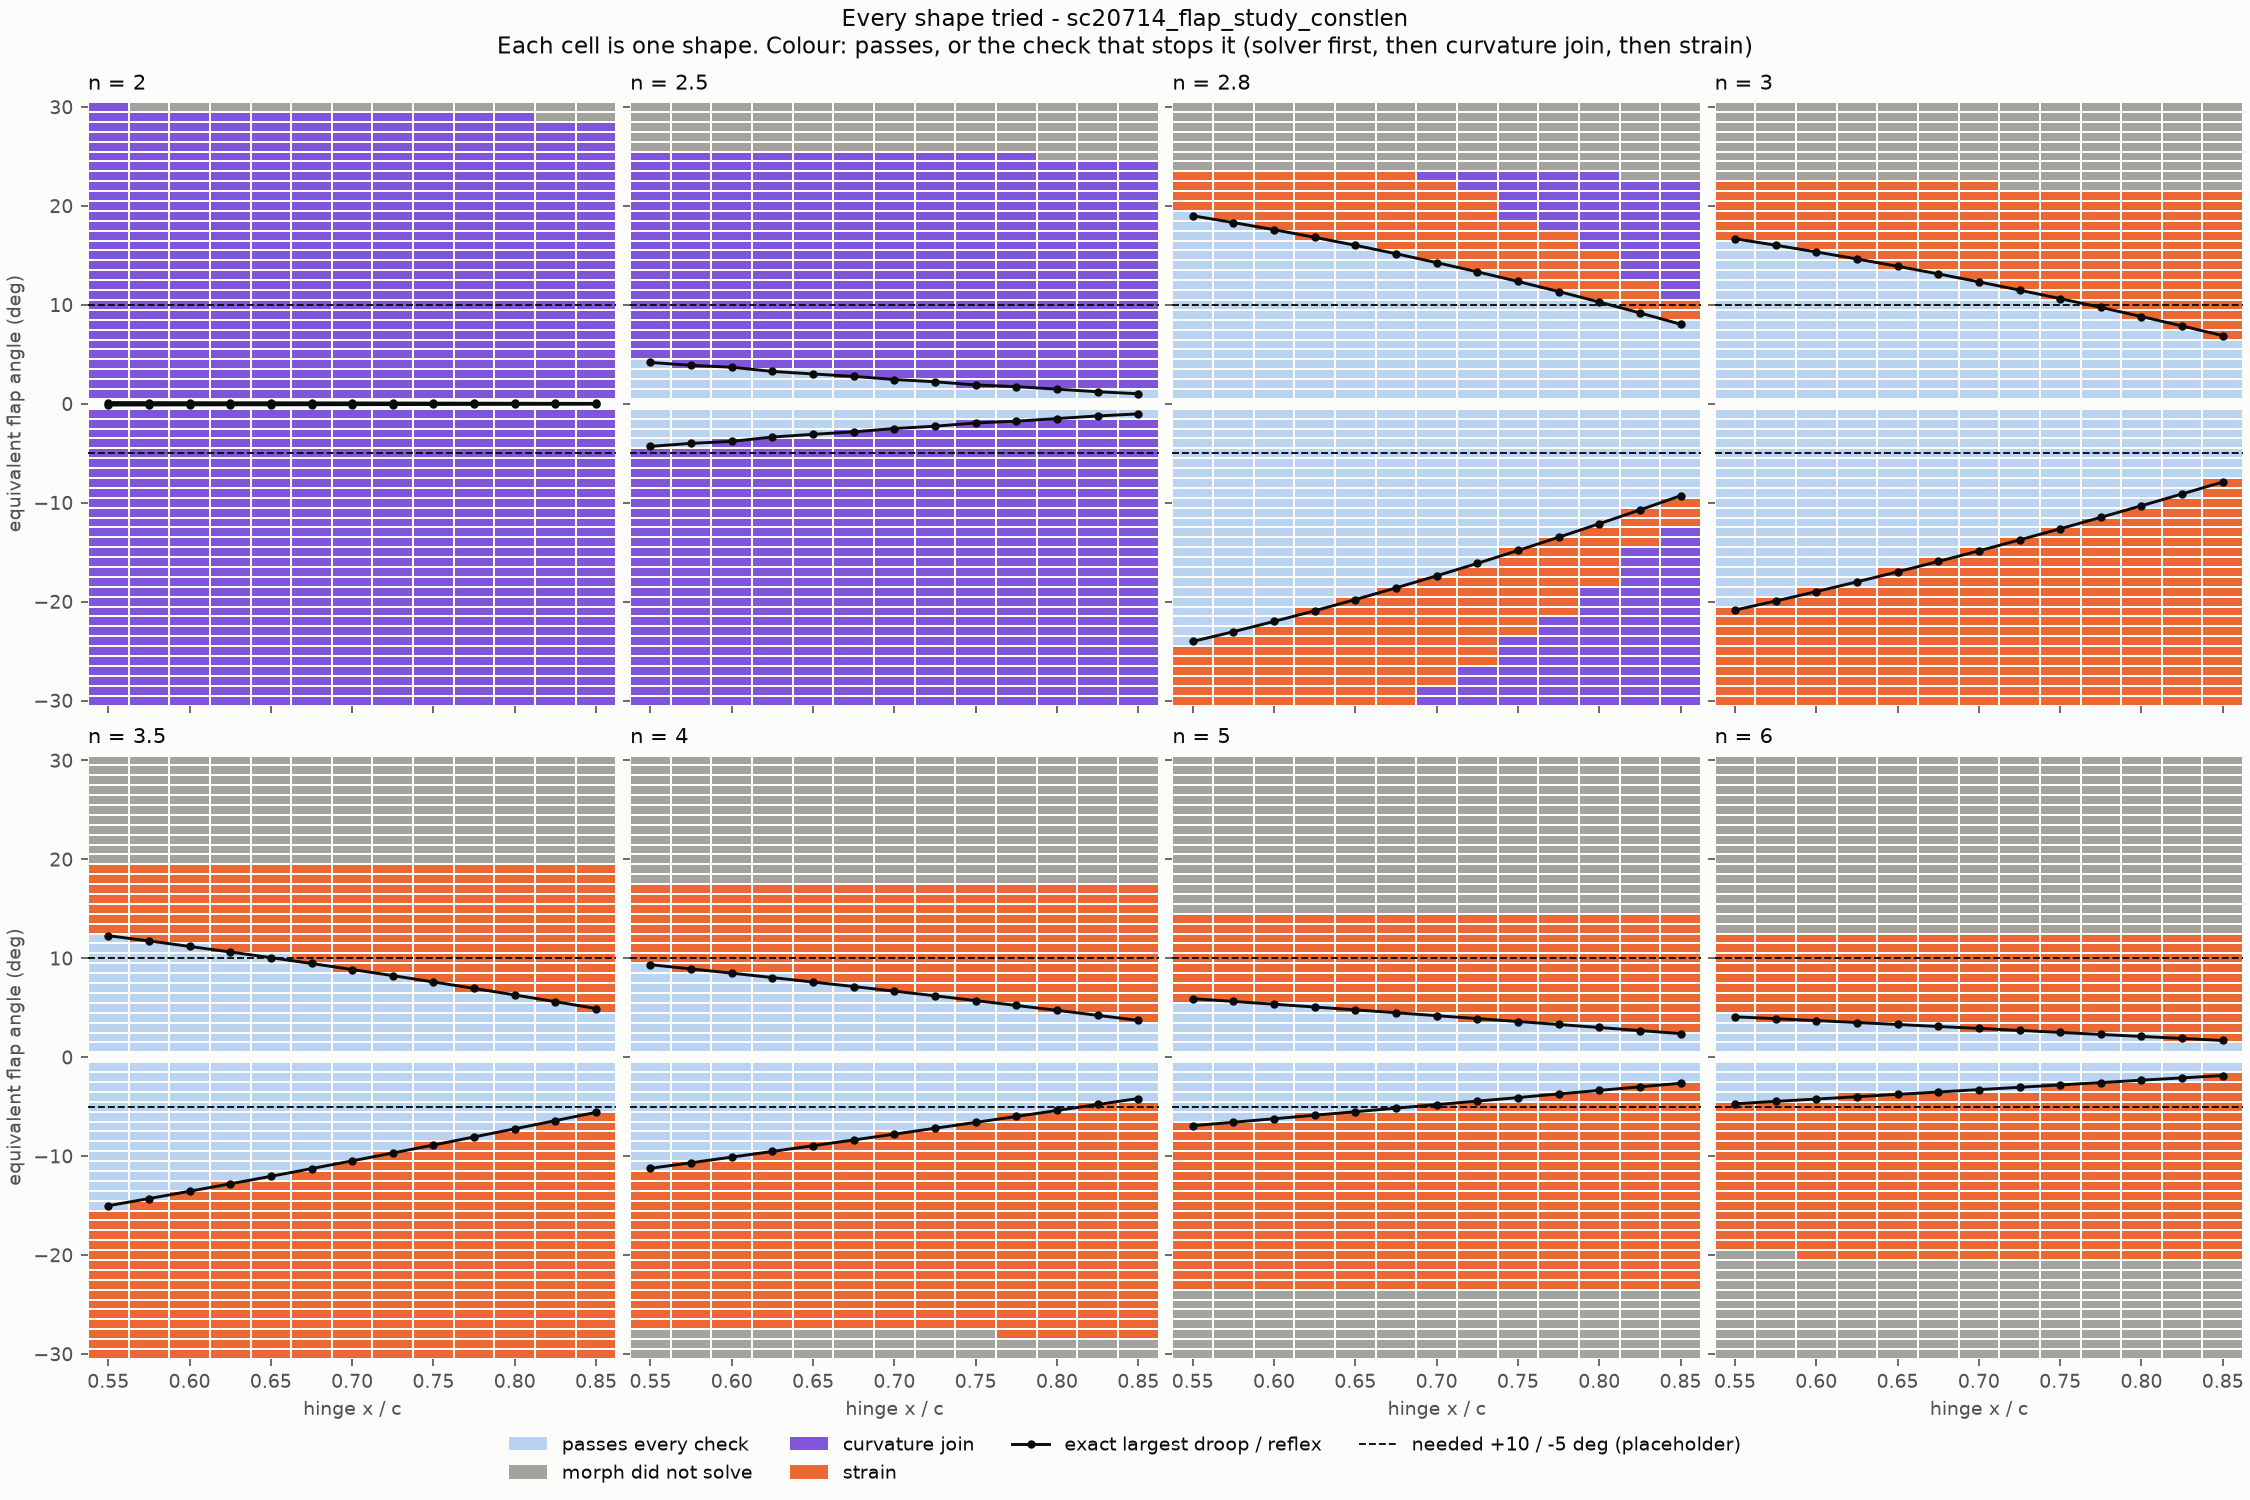 Every shape tried - sc20714_flap_study_constlen
Each cell is one shape. Colour: passes, or the check that stops it (solver first, then curvature join, then strain)
n = 2
n = 2.5
n = 2.8
n = 3
30
20
10
0
−10
−20
−30
equivalent flap angle (deg)
n = 3.5
n = 4
n = 5
n = 6
30
20
10
0
−10
−20
−30
equivalent flap angle (deg)
0.55 0.60 0.65 0.70 0.75 0.80 0.85
0.55 0.60 0.65 0.70 0.75 0.80 0.85
0.55 0.60 0.65 0.70 0.75 0.80 0.85
0.55 0.60 0.65 0.70 0.75 0.80 0.85
hinge x / c
hinge x / c
hinge x / c
hinge x / c
passes every check
curvature join
exact largest droop / reflex
needed +10 / -5 deg (placeholder)
morph did not solve
strain